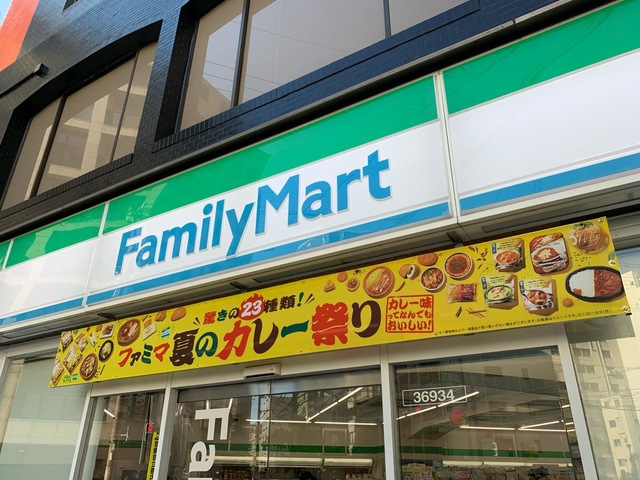 FamilyMart
驚きの23種類!
ファミマ 夏のカレー祭り
カレー味
ってなんでも
おいしい!
36934
Fa